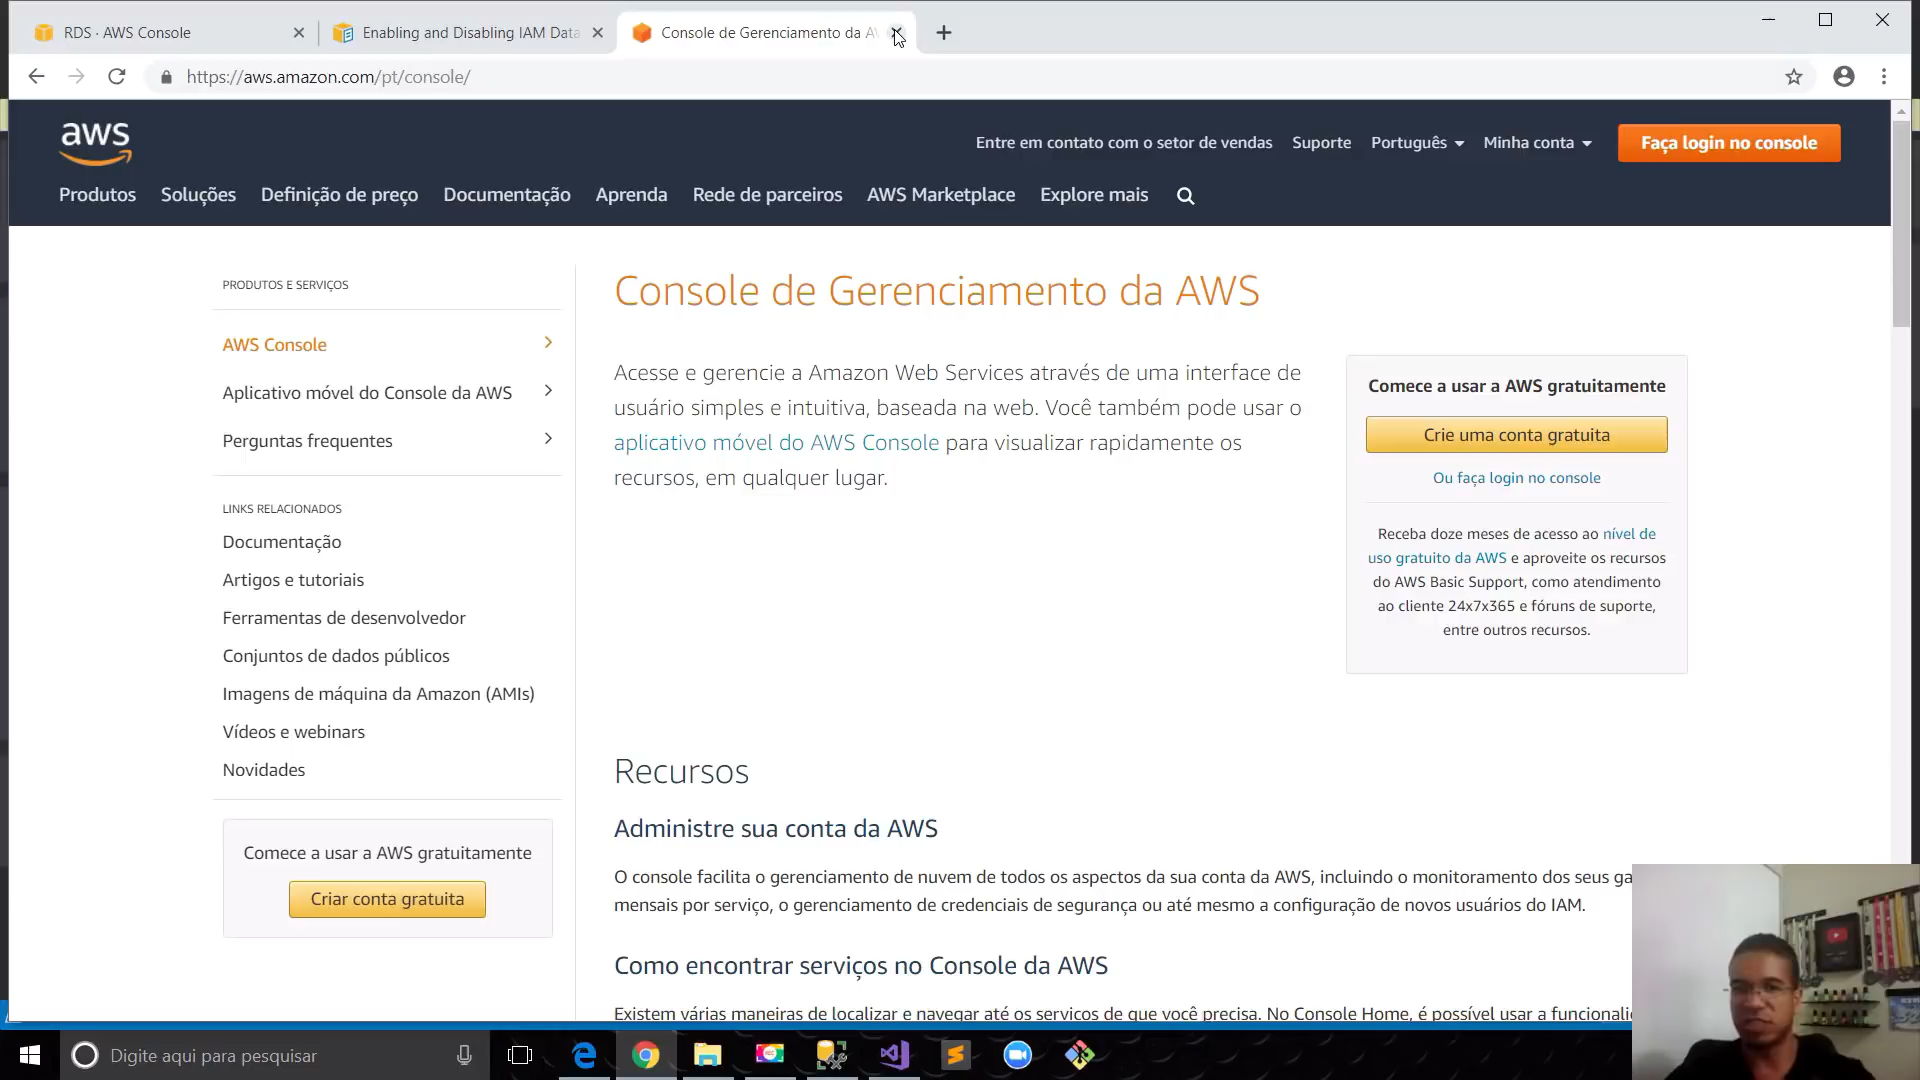 RDS · AWS Console
Enabling and Disabling IAM Data
Console de Gerenciamento da A
https://aws.amazon.com/pt/console/
aws
Entre em contato com o setor de vendas Suporte Português Minha conta Faça login no console
Produtos Soluções Definição de preço Documentação Aprenda Rede de parceiros AWS Marketplace Explore mais
PRODUTOS E SERVIÇOS
AWS Console
Aplicativo móvel do Console da AWS
Perguntas frequentes
LINKS RELACIONADOS
Documentação
Artigos e tutoriais
Ferramentas de desenvolvedor
Conjuntos de dados públicos
Imagens de máquina da Amazon (AMIs)
Vídeos e webinars
Novidades
Comece a usar a AWS gratuitamente
Criar conta gratuita
Console de Gerenciamento da AWS
Acesse e gerencie a Amazon Web Services através de uma interface de
usuário simples e intuitiva, baseada na web. Você também pode usar o
aplicativo móvel do AWS Console para visualizar rapidamente os
recursos, em qualquer lugar.
Comece a usar a AWS gratuitamente
Crie uma conta gratuita
Ou faça login no console
Receba doze meses de acesso ao nível de
uso gratuito da AWS e aproveite os recursos
do AWS Basic Support, como atendimento
ao cliente 24x7x365 e fóruns de suporte,
entre outros recursos.
Recursos
Administre sua conta da AWS
O console facilita o gerenciamento de nuvem de todos os aspectos da sua conta da AWS, incluindo o monitoramento dos seus ga
mensais por serviço, o gerenciamento de credenciais de segurança ou até mesmo a configuração de novos usuários do IAM.
Como encontrar serviços no Console da AWS
Existem várias maneiras de localizar e navegar até os serviços de que você precisa. No Console Home, é possível usar a funcionali
Digite aqui para pesquisar